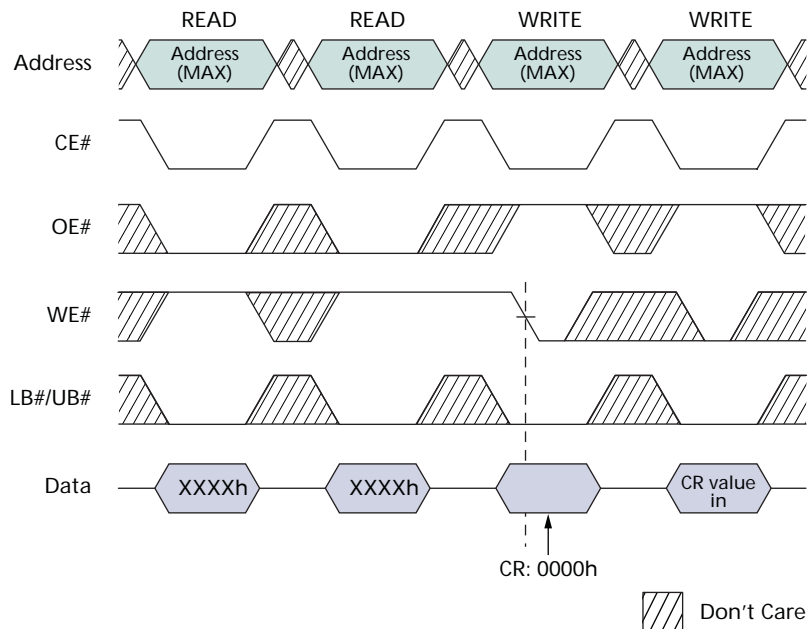 READ READ WRITE WRITE
Address
Address
(MAX)
Address
(MAX)
Address
(MAX)
Address
(MAX)
CE#
OE#
WE#
LB#/UB#
Data
XXXXh
XXXXh
CR value
in
CR: 0000h
Don't Care